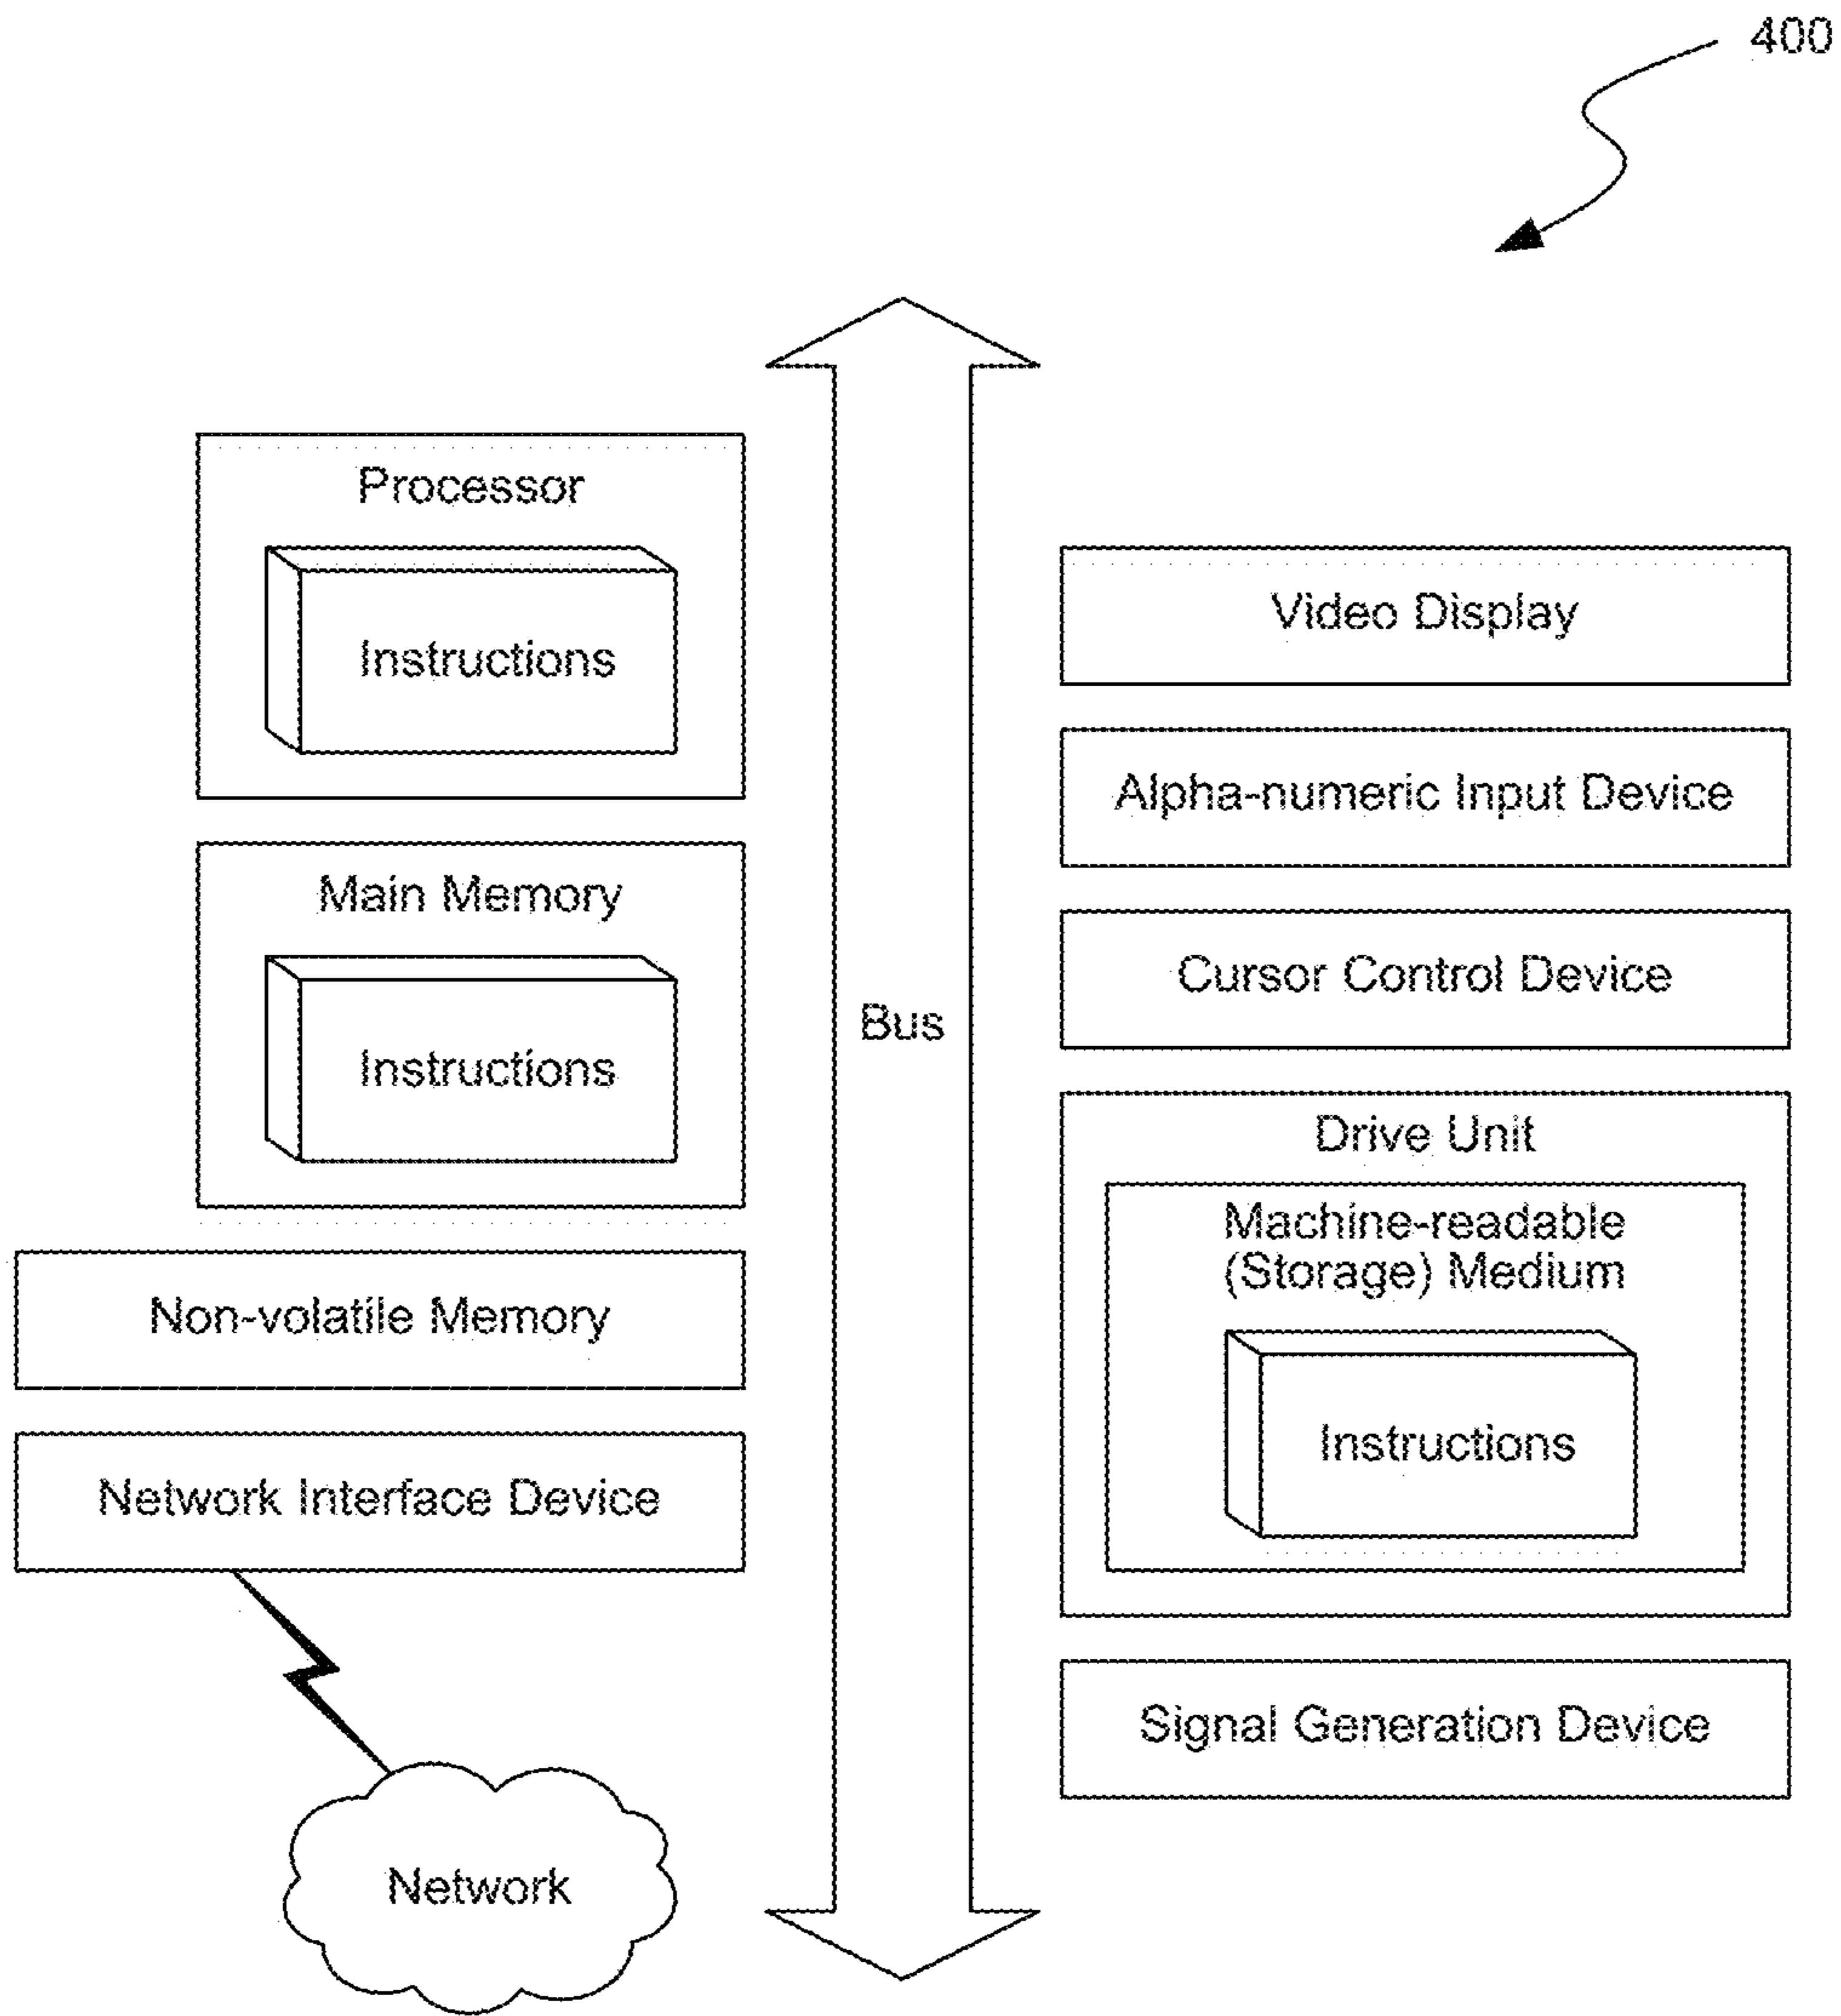 400
Processor
Instructions
Main Memory
Instructions
Non-volatile Memory
Network Interface Device
Network
Bus
Video Display
Alpha-numeric Input Device
Cursor Control Device
Drive Unit
Machine-readable
(Storage) Medium
Instructions
Signal Generation Device